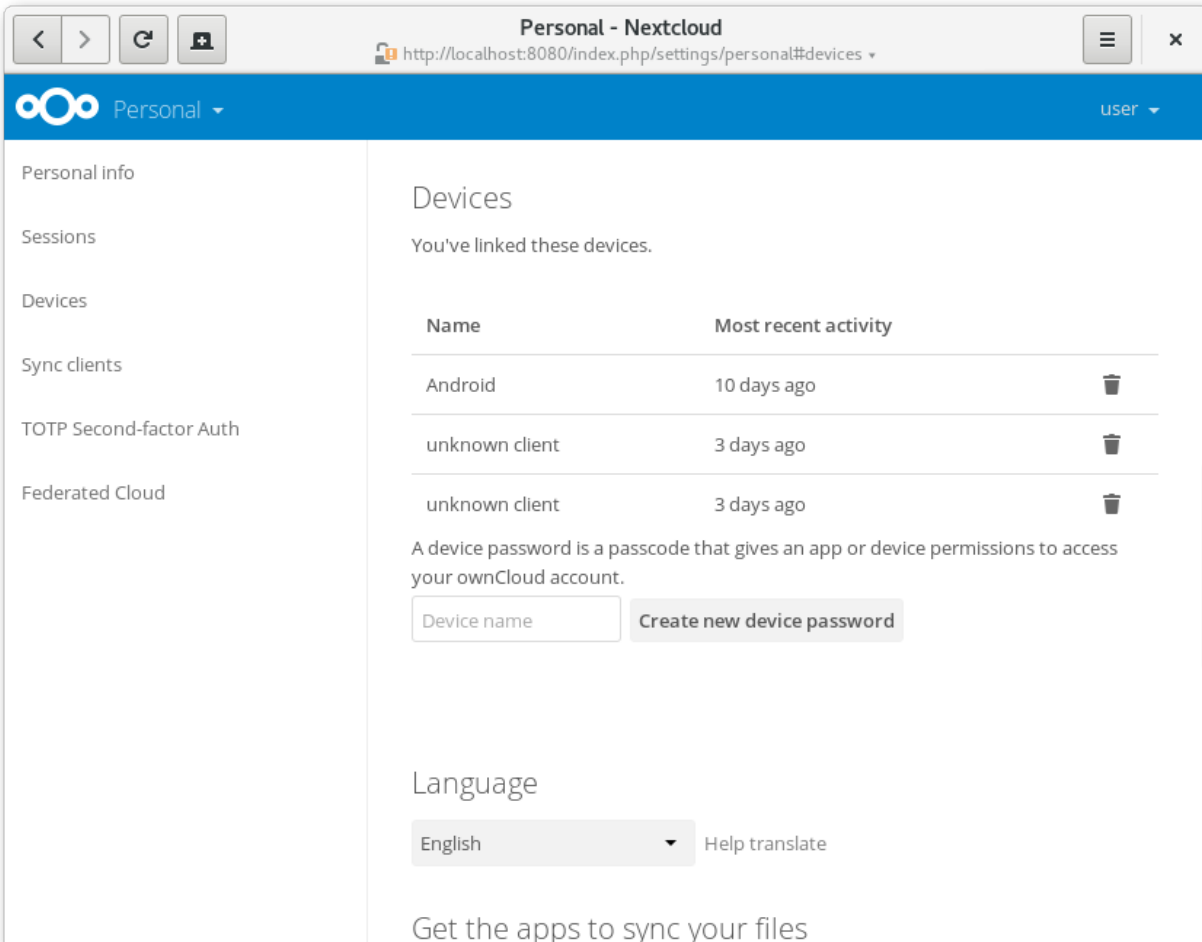 Personal - Nextcloud
http://localhost:8080/index.php/settings/personal#devices
Personal
user
Personal info
Sessions
Devices
Sync clients
TOTP Second-factor Auth
Federated Cloud
Devices
You've linked these devices.
Name Most recent activity
Android 10 days ago
unknown client 3 days ago
unknown client 3 days ago
A device password is a passcode that gives an app or device permissions to access
your ownCloud account.
Device name Create new device password
Language
English Help translate
Get the apps to sync your files